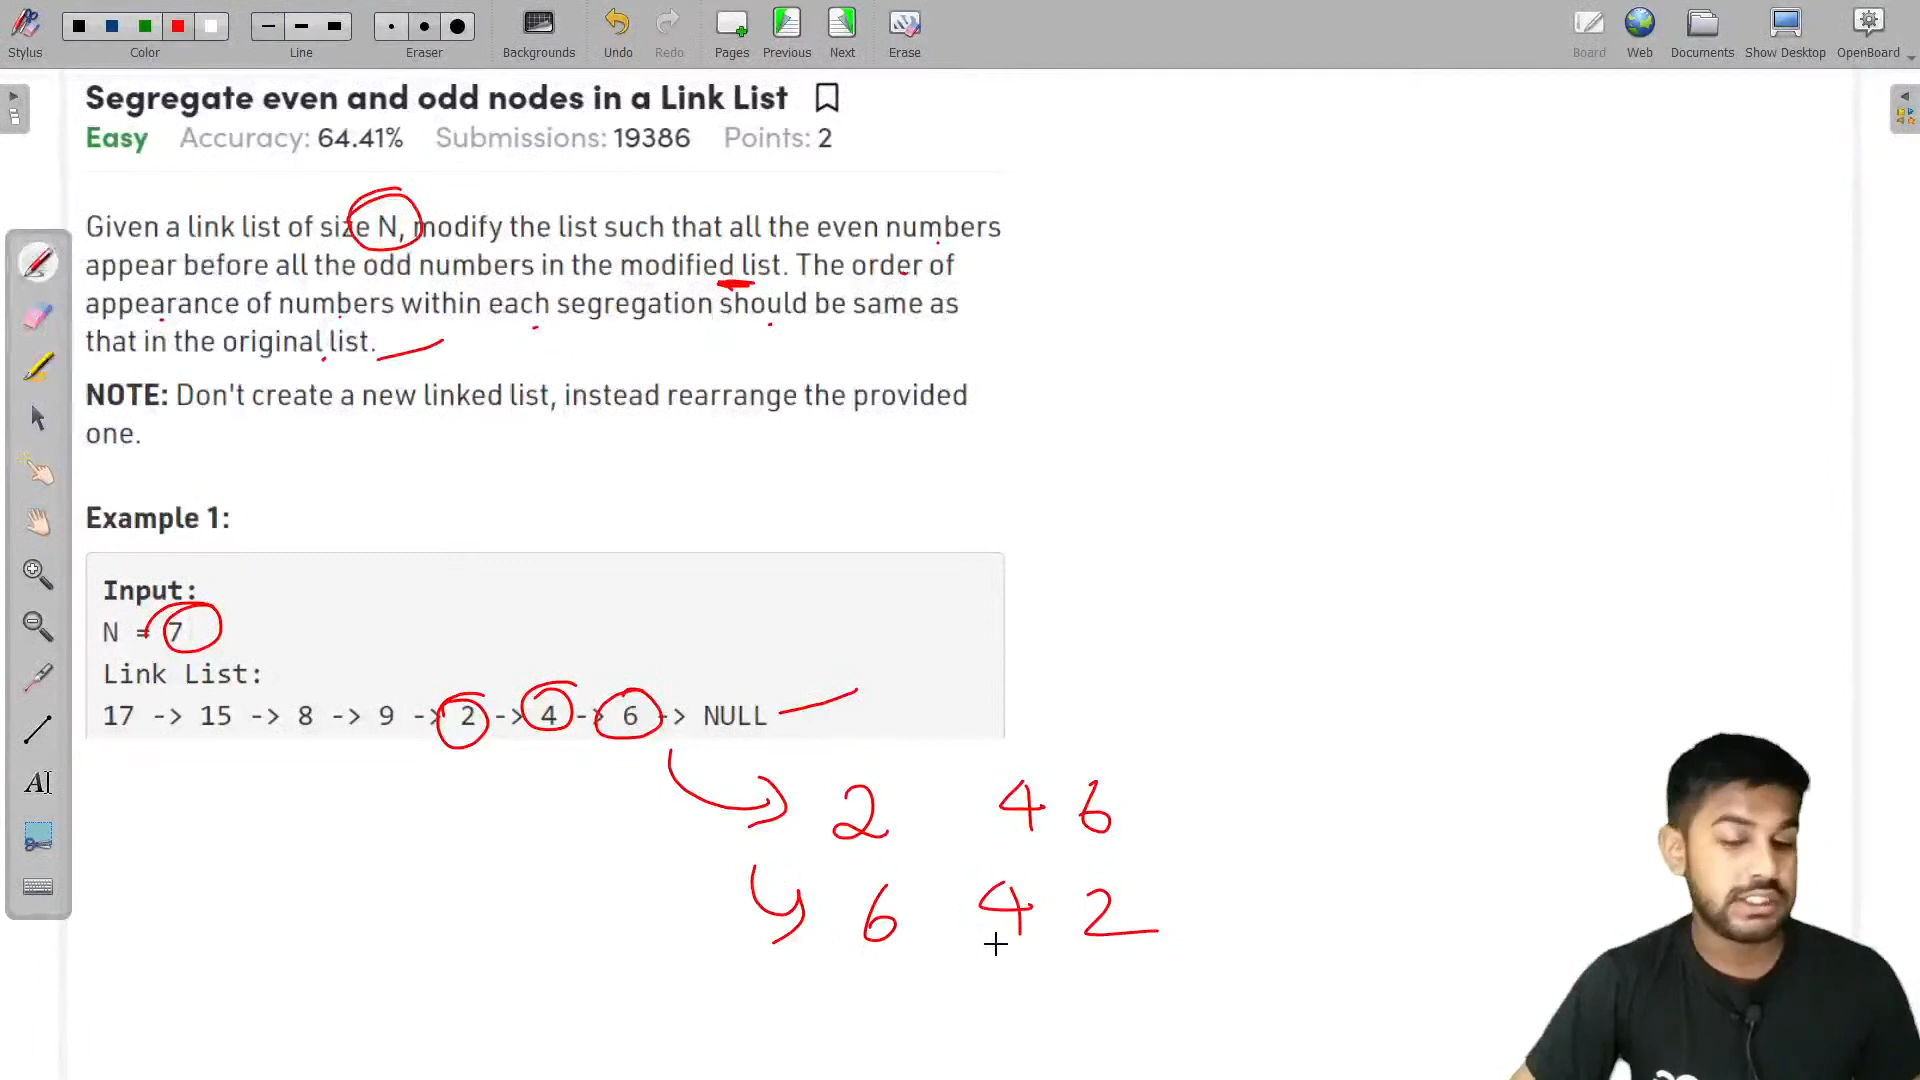 Stylus Color Line Eraser Backgrounds Undo Redo Pages Previous Next Erase Board Web Documents Show Desktop OpenBoard
Segregate even and odd nodes in a Link List
Easy Accuracy: 64.41% Submissions: 19386 Points: 2
Given a link list of size N, modify the list such that all the even numbers
appear before all the odd numbers in the modified list. The order of
appearance of numbers within each segregation should be same as
that in the original list.
NOTE: Don't create a new linked list, instead rearrange the provided
one.
Example 1:
Input:
N = 7
Link List:
17 -> 15 -> 8 -> 9 -> 2 -> 4 -> 6 -> NULL
2 4 6
6 4 2